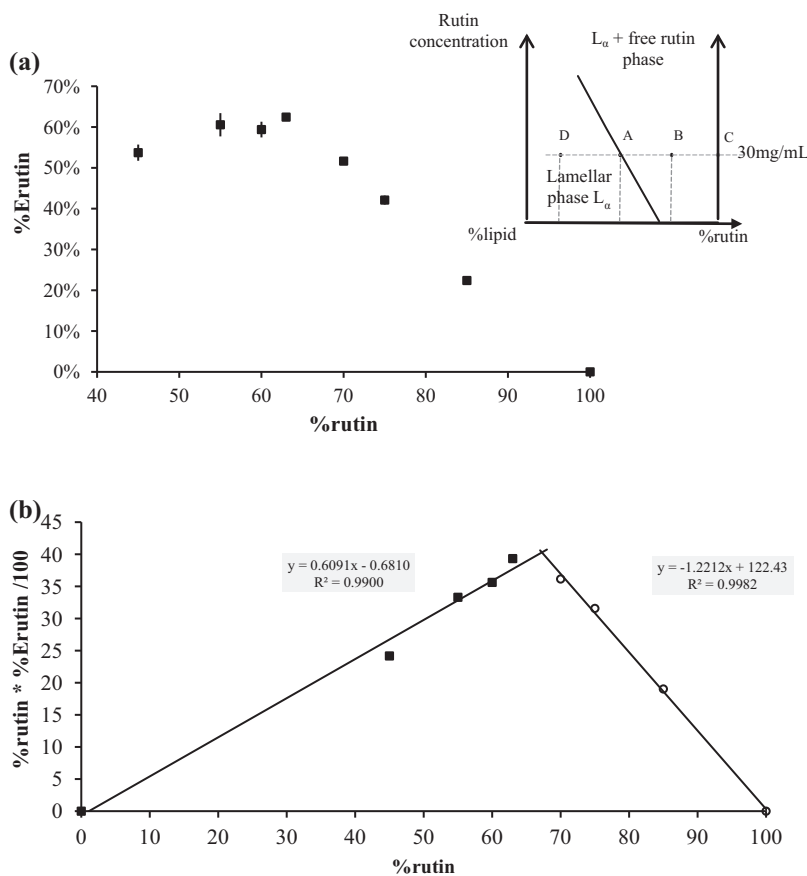 (a)
%Erutin
70%
60%
50%
40%
30%
20%
10%
0%
40 50 60 70 80 90 100
%rutin
Rutin
concentration
Lα + free rutin
phase
D A B C
30mg/mL
Lamellar
phase Lα
%lipid %rutin
(b)
%rutin * %Erutin /100
45
40
35
30
25
20
15
10
5
0
y = 0.6091x - 0.6810
R² = 0.9900
y = -1.2212x + 122.43
R² = 0.9982
0 10 20 30 40 50 60 70 80 90 100
%rutin